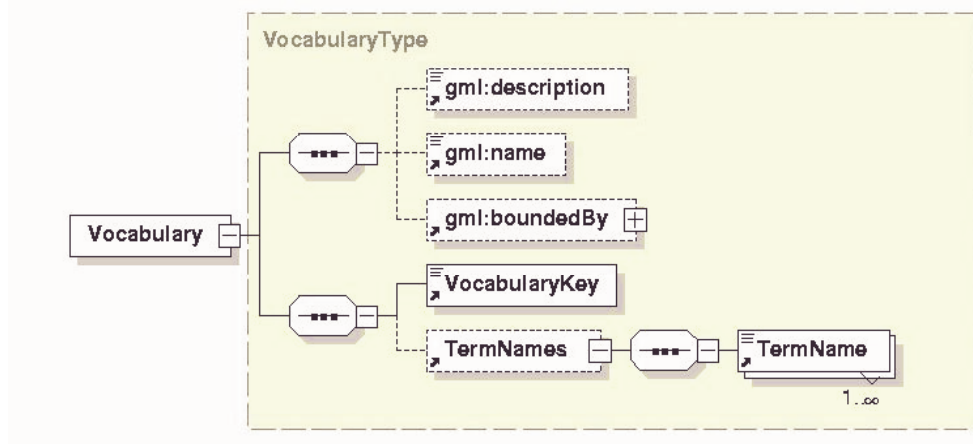 VocabularyType
gml:description
gml:name
gml:boundedBy
Vocabulary
VocabularyKey
TermNames
TermName
1..∞